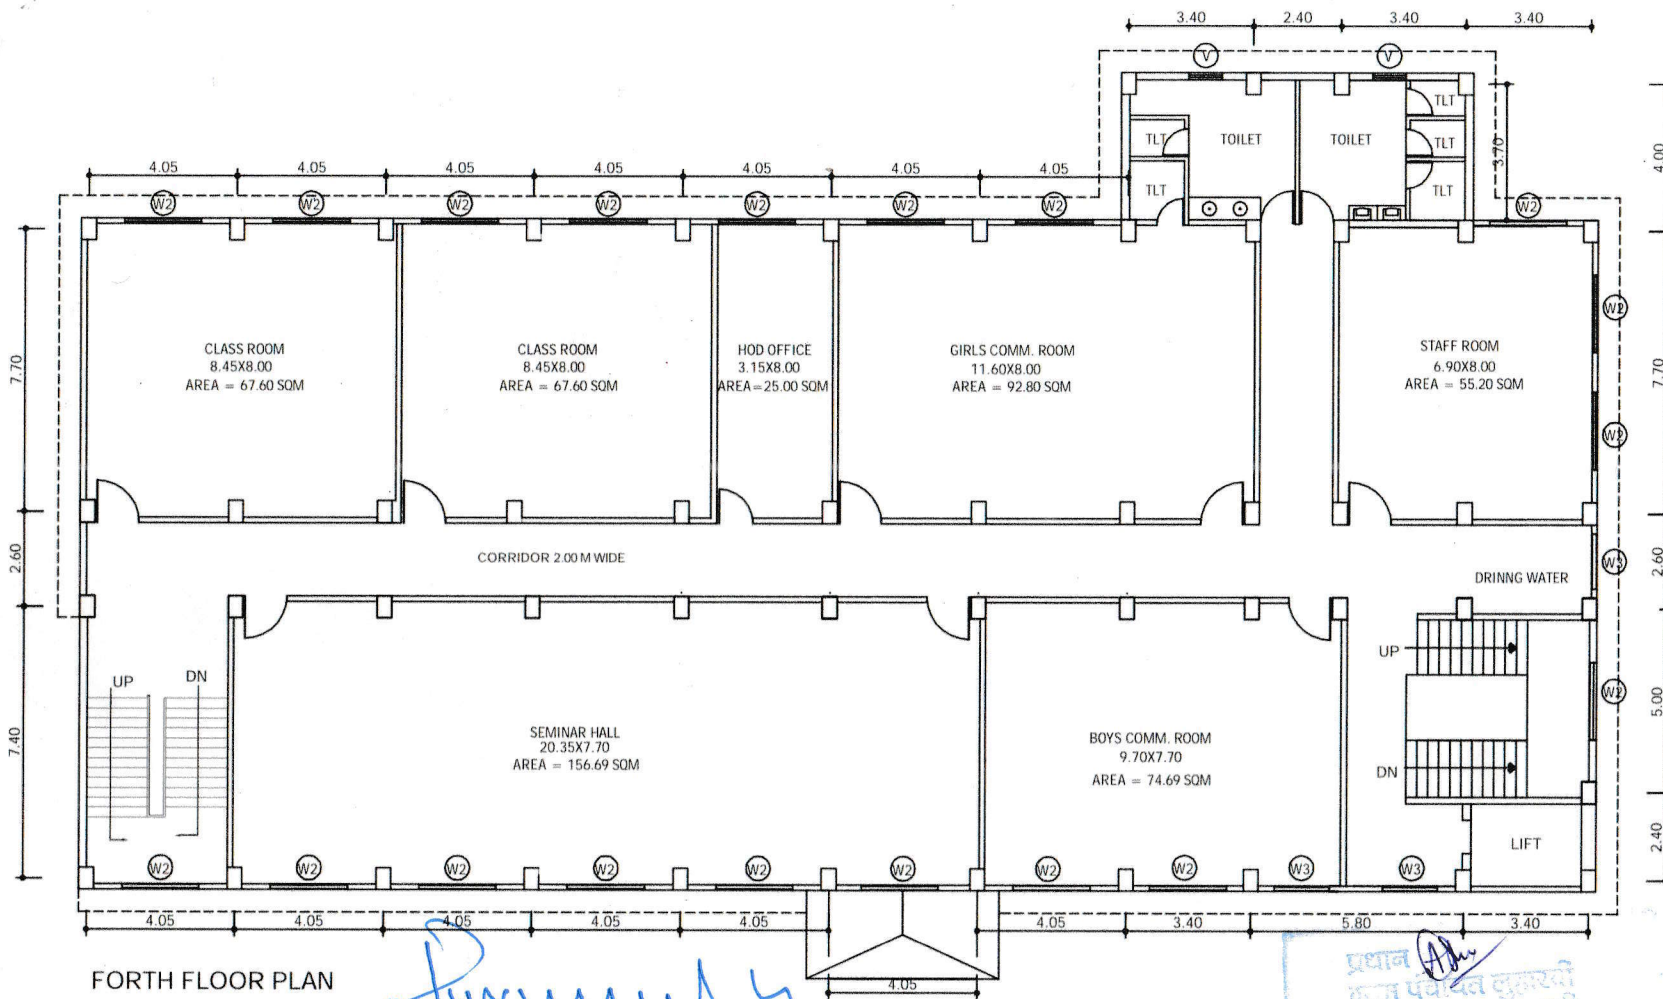 3.40 2.40 3.40 3.40
V V
TLT
TLT TOILET TOILET TLT
TLT TLT
3.70
4.00
4.05 4.05 4.05 4.05 4.05 4.05 4.05
W2 W2 W2 W2 W2 W2 W2 W2
7.70
CLASS ROOM
8.45X8.00
AREA = 67.60 SQM
CLASS ROOM
8.45X8.00
AREA = 67.60 SQM
HOD OFFICE
3.15X8.00
AREA=25.00 SQM
GIRLS COMM. ROOM
11.60X8.00
AREA = 92.80 SQM
STAFF ROOM
6.90X8.00
AREA = 55.20 SQM
W2
W2
7.70
2.60
CORRIDOR 2.00 M WIDE
DRINNG WATER
W3
2.60
UP DN
7.40
SEMINAR HALL
20.35X7.70
AREA = 156.69 SQM
BOYS COMM. ROOM
9.70X7.70
AREA = 74.69 SQM
UP
DN
W2
5.00
LIFT
2.40
W2 W2 W2 W2 W2 W2 W2 W2 W3 W3
4.05 4.05 4.05 4.05 4.05 4.05 3.40 5.80 3.40
4.05
FORTH FLOOR PLAN
प्रधान